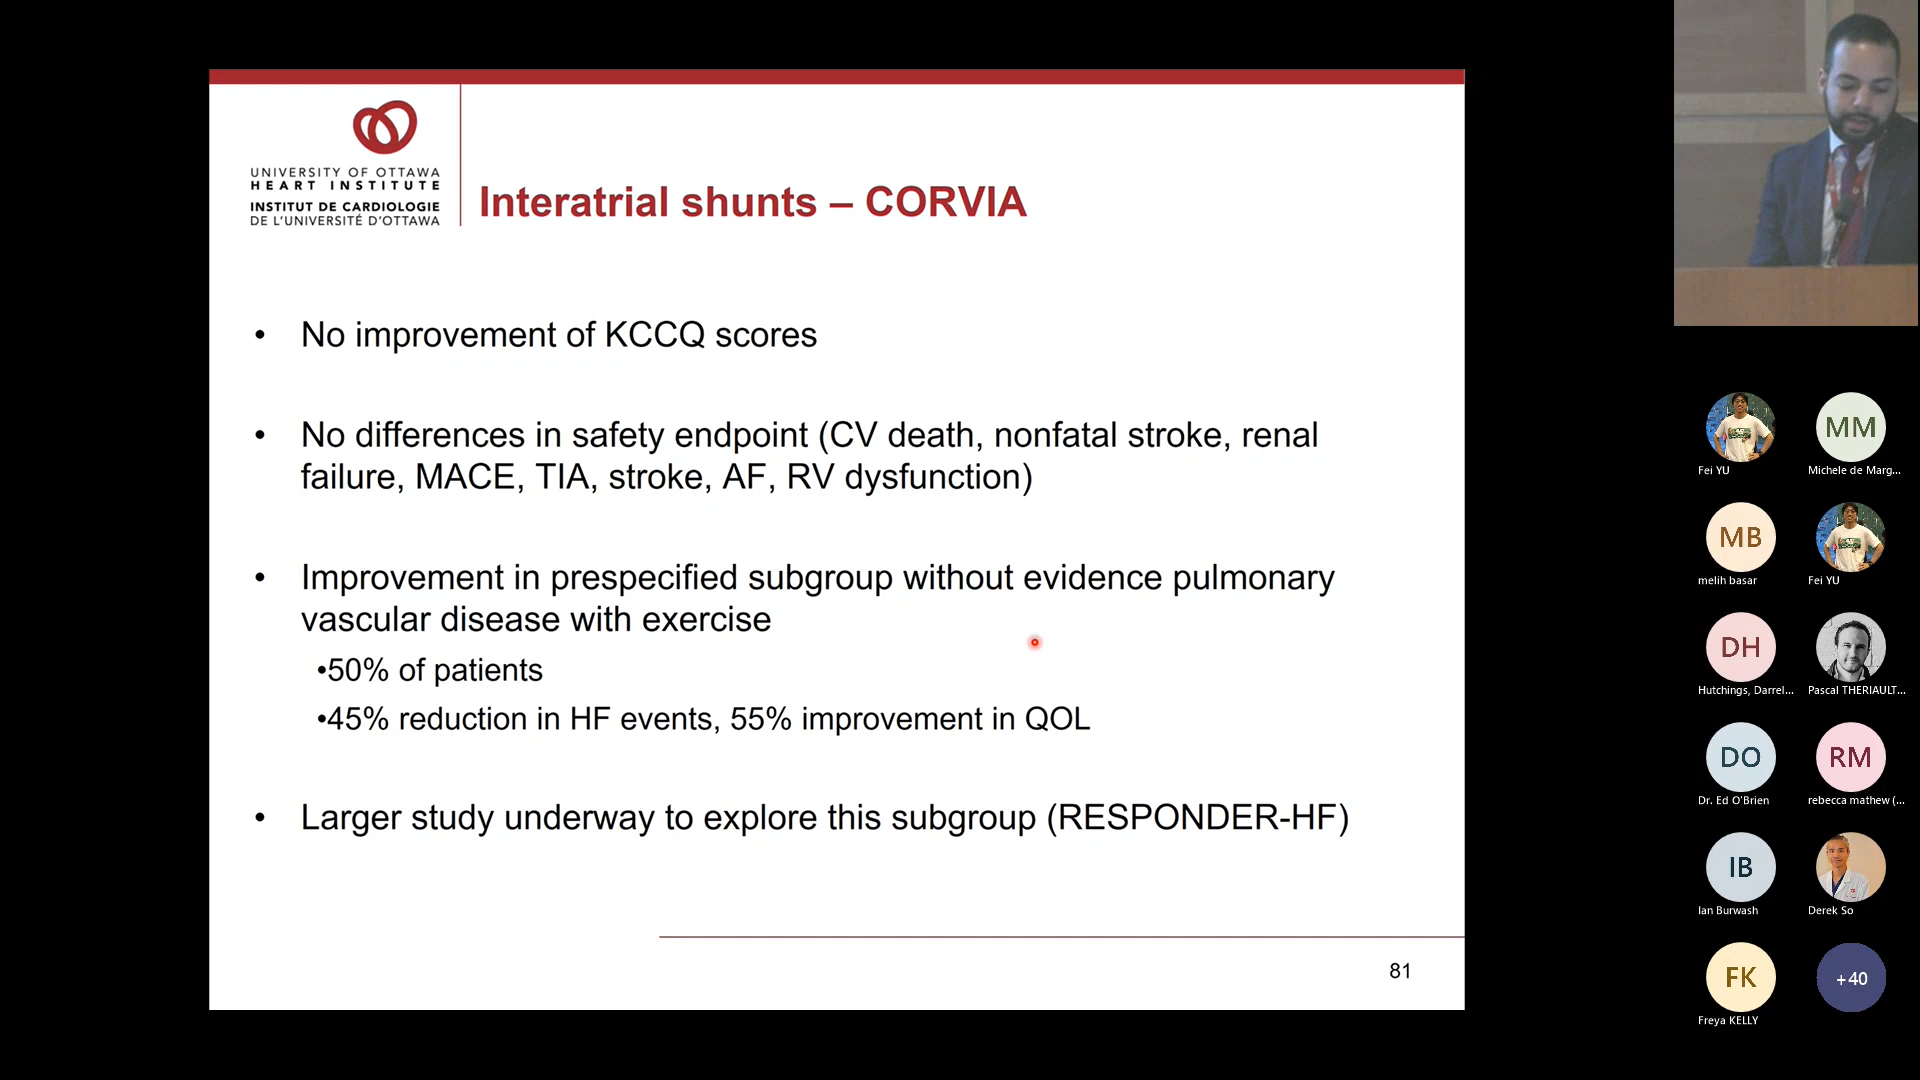 UNIVERSITY OF OTTAWA
HEART INSTITUTE
INSTITUT DE CARDIOLOGIE
DE L'UNIVERSITÉ D'OTTAWA
Interatrial shunts – CORVIA
• No improvement of KCCQ scores
• No differences in safety endpoint (CV death, nonfatal stroke, renal
failure, MACE, TIA, stroke, AF, RV dysfunction)
• Improvement in prespecified subgroup without evidence pulmonary
vascular disease with exercise
•50% of patients
•45% reduction in HF events, 55% improvement in QOL
• Larger study underway to explore this subgroup (RESPONDER-HF)
81
Fei YU
MM
Michele de Marg...
MB
melih basar
Fei YU
DH
Hutchings, Darrel...
Pascal THERIAULT...
DO
Dr. Ed O'Brien
RM
rebecca mathew (...
IB
Ian Burwash
Derek So
FK
Freya KELLY
+40